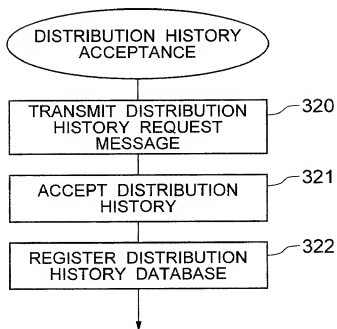 DISTRIBUTION HISTORY
ACCEPTANCE
TRANSMIT DISTRIBUTION
HISTORY REQUEST
MESSAGE
320
ACCEPT DISTRIBUTION
HISTORY
321
REGISTER DISTRIBUTION
HISTORY DATABASE
322